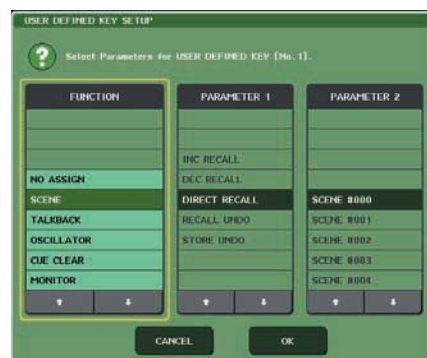 USER DEFINED KEY SETUP
Select Parameters for USER DEFINED KEY [No. 1].
FUNCTION
NO ASSIGN
SCENE
TALKBACK
OSCILLATOR
CUE CLEAR
MONITOR
PARAMETER 1
INC RECALL
DEC RECALL
DIRECT RECALL
RECALL UNDO
STORE UNDO
PARAMETER 2
SCENE #000
SCENE #001
SCENE #002
SCENE #003
SCENE #004
CANCEL
OK